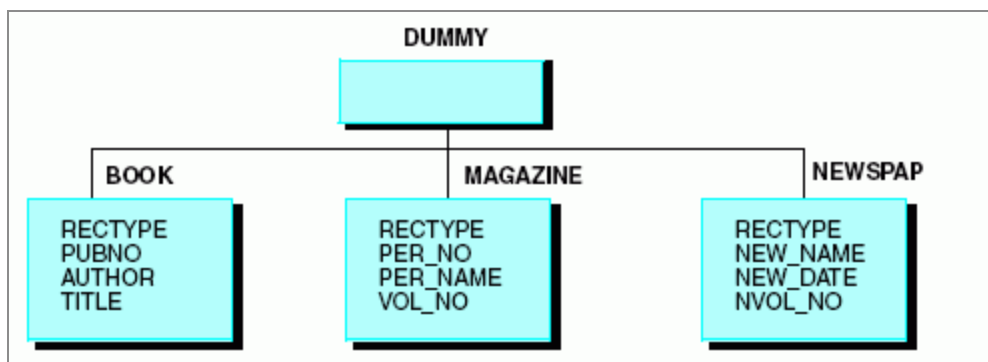 DUMMY
BOOK
RECTYPE
PUBNO
AUTHOR
TITLE
MAGAZINE
RECTYPE
PER_NO
PER_NAME
VOL_NO
NEWSPAP
RECTYPE
NEW_NAME
NEW_DATE
NVOL_NO